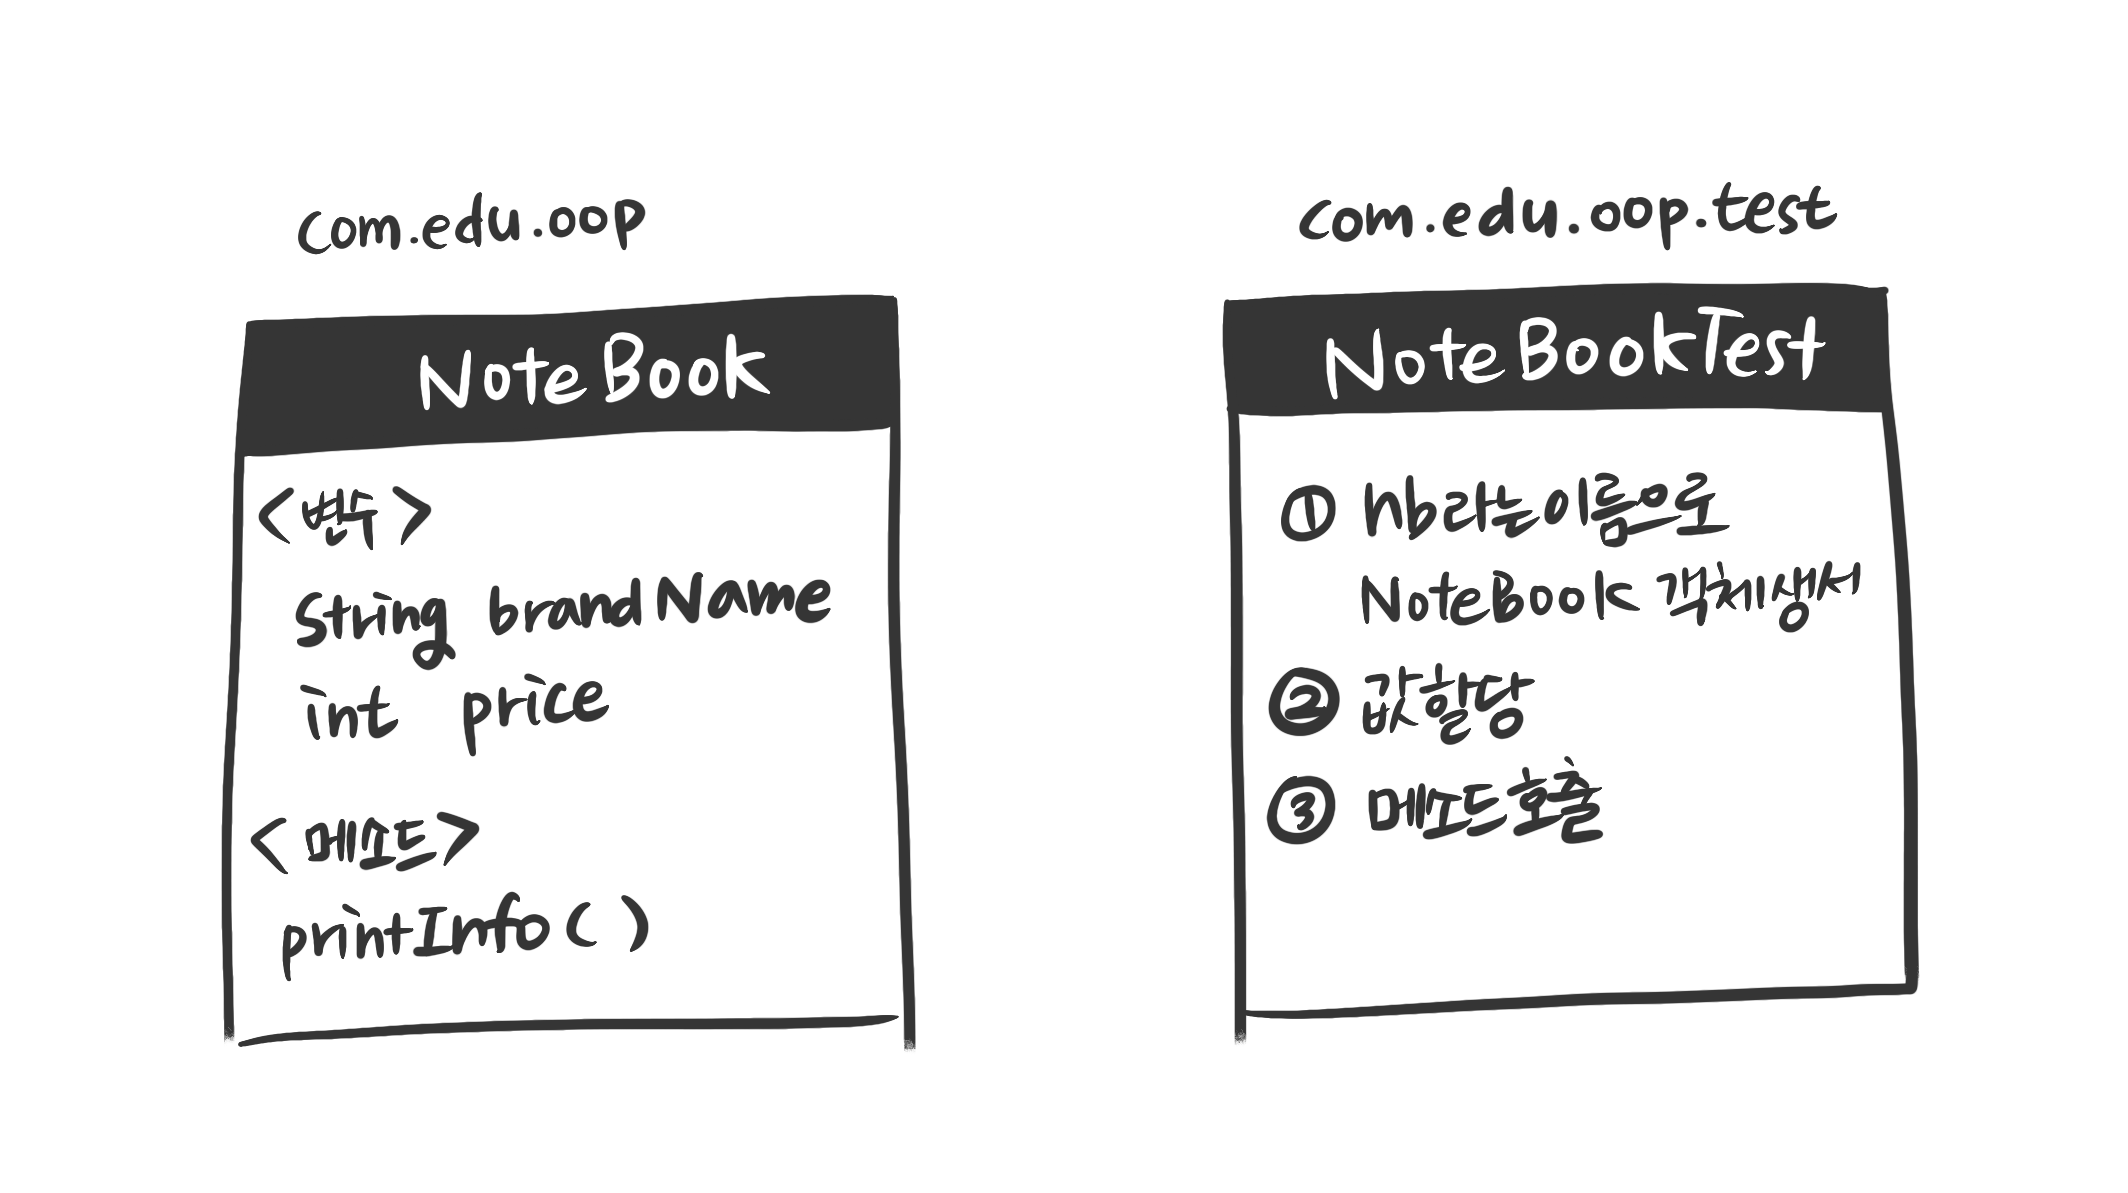 com.edu.oop
NoteBook
<변수>
String brandName
int price
<메소드>
printInfo()
com.edu.oop.test
NoteBookTest
① nb라는이름으로
NoteBook 객체생서
② 값할당
③ 메소드호출